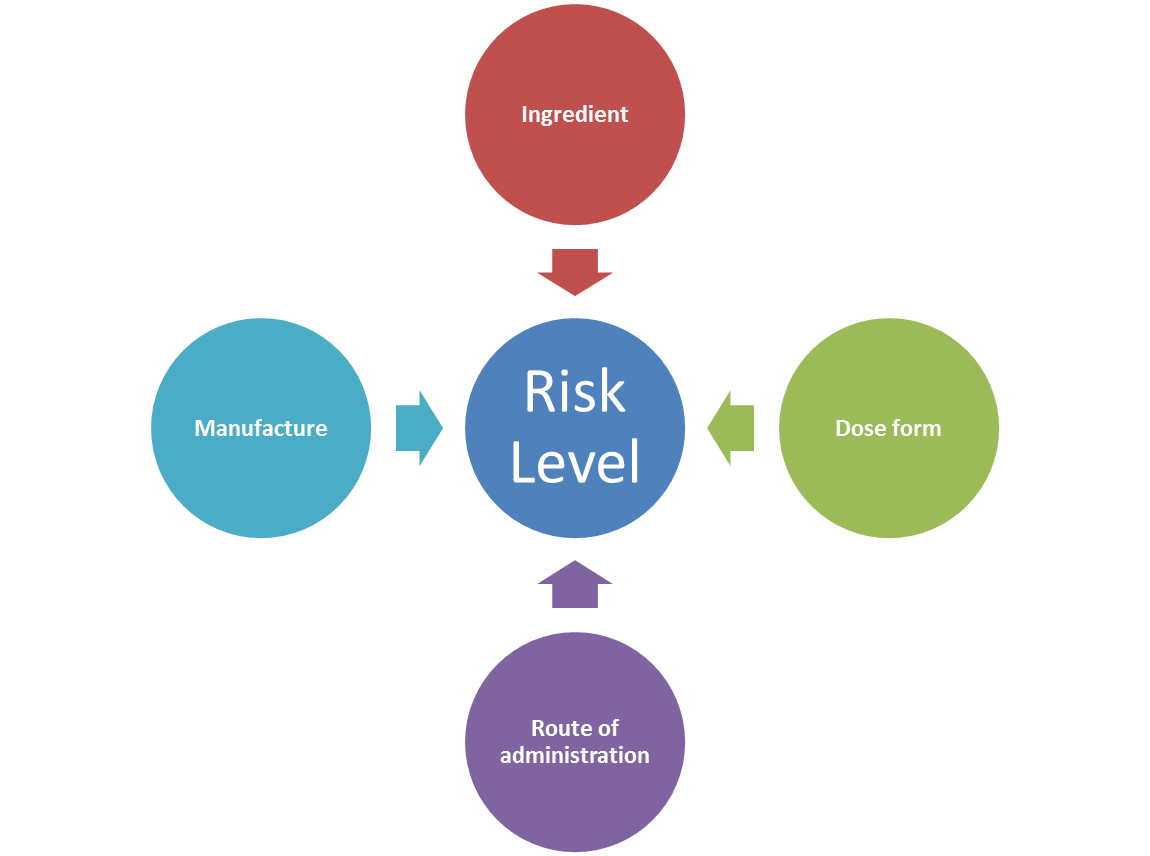 Ingredient
Manufacture
Risk
Level
Dose form
Route of
administration